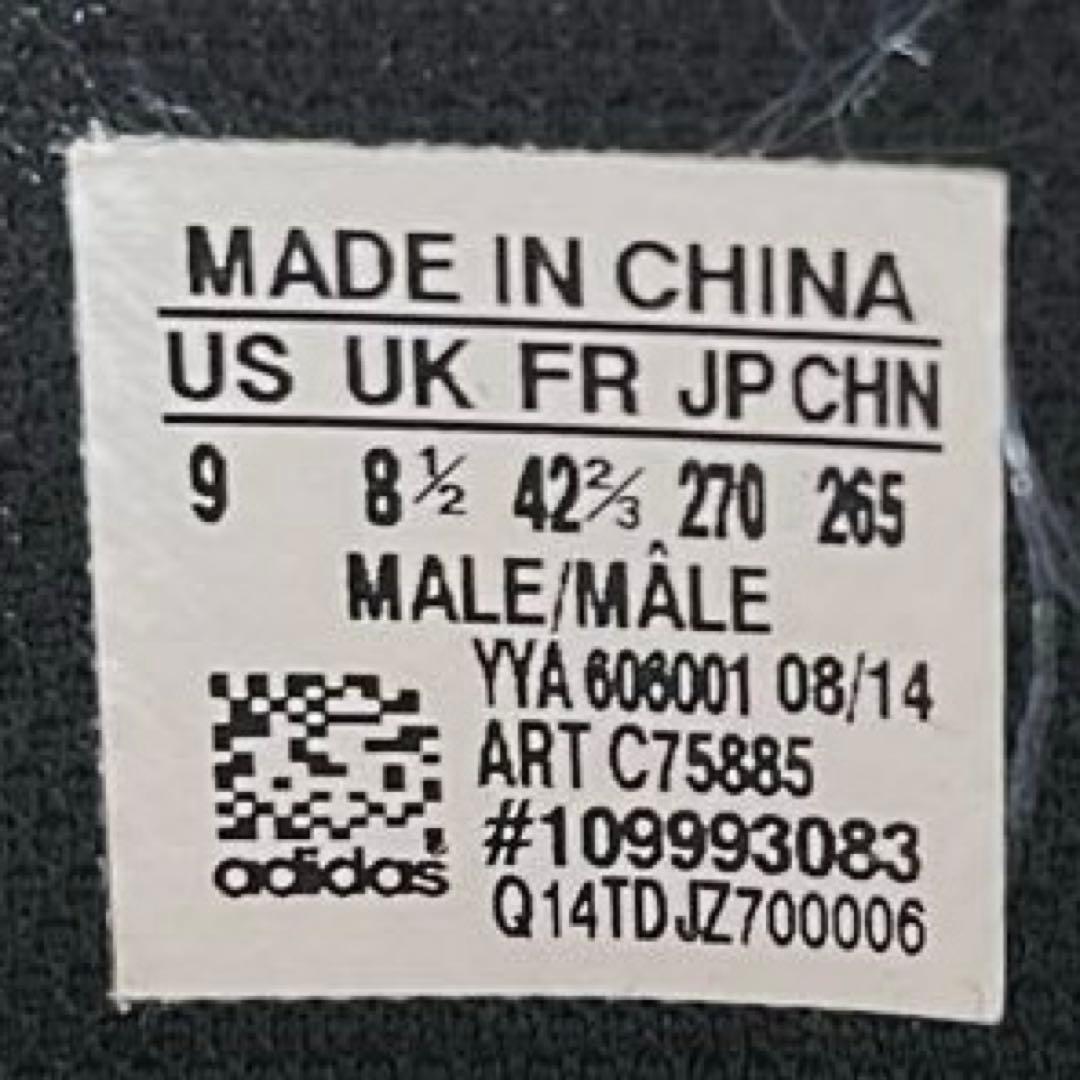 MADE IN CHINA
US UK FR JP CHN
9 8½ 42⅔ 270 265
MALE/MÂLE
YYA 606001 08/14
ART C75885
#109993083
adidas® Q14TDJZ700006